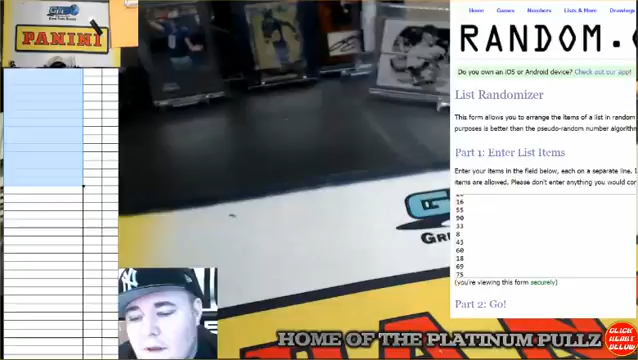 PANINI
Home Games Numbers Lists & More Drawings
RANDOM.
Do you own an iOS or Android device? Check out our app!
List Randomizer
This form allows you to arrange the items of a list in random
purposes is better than the pseudo-random number algorithm
Part 1: Enter List Items
Enter your items in the field below, each on a separate line.
items are allowed. Please don't enter anything you would
16
55
90
33
8
43
60
18
69
75
(you're viewing this form securely)
Part 2: Go!
HOME OF THE PLATINUM PULLZ
CLICK
HEART
BELOW